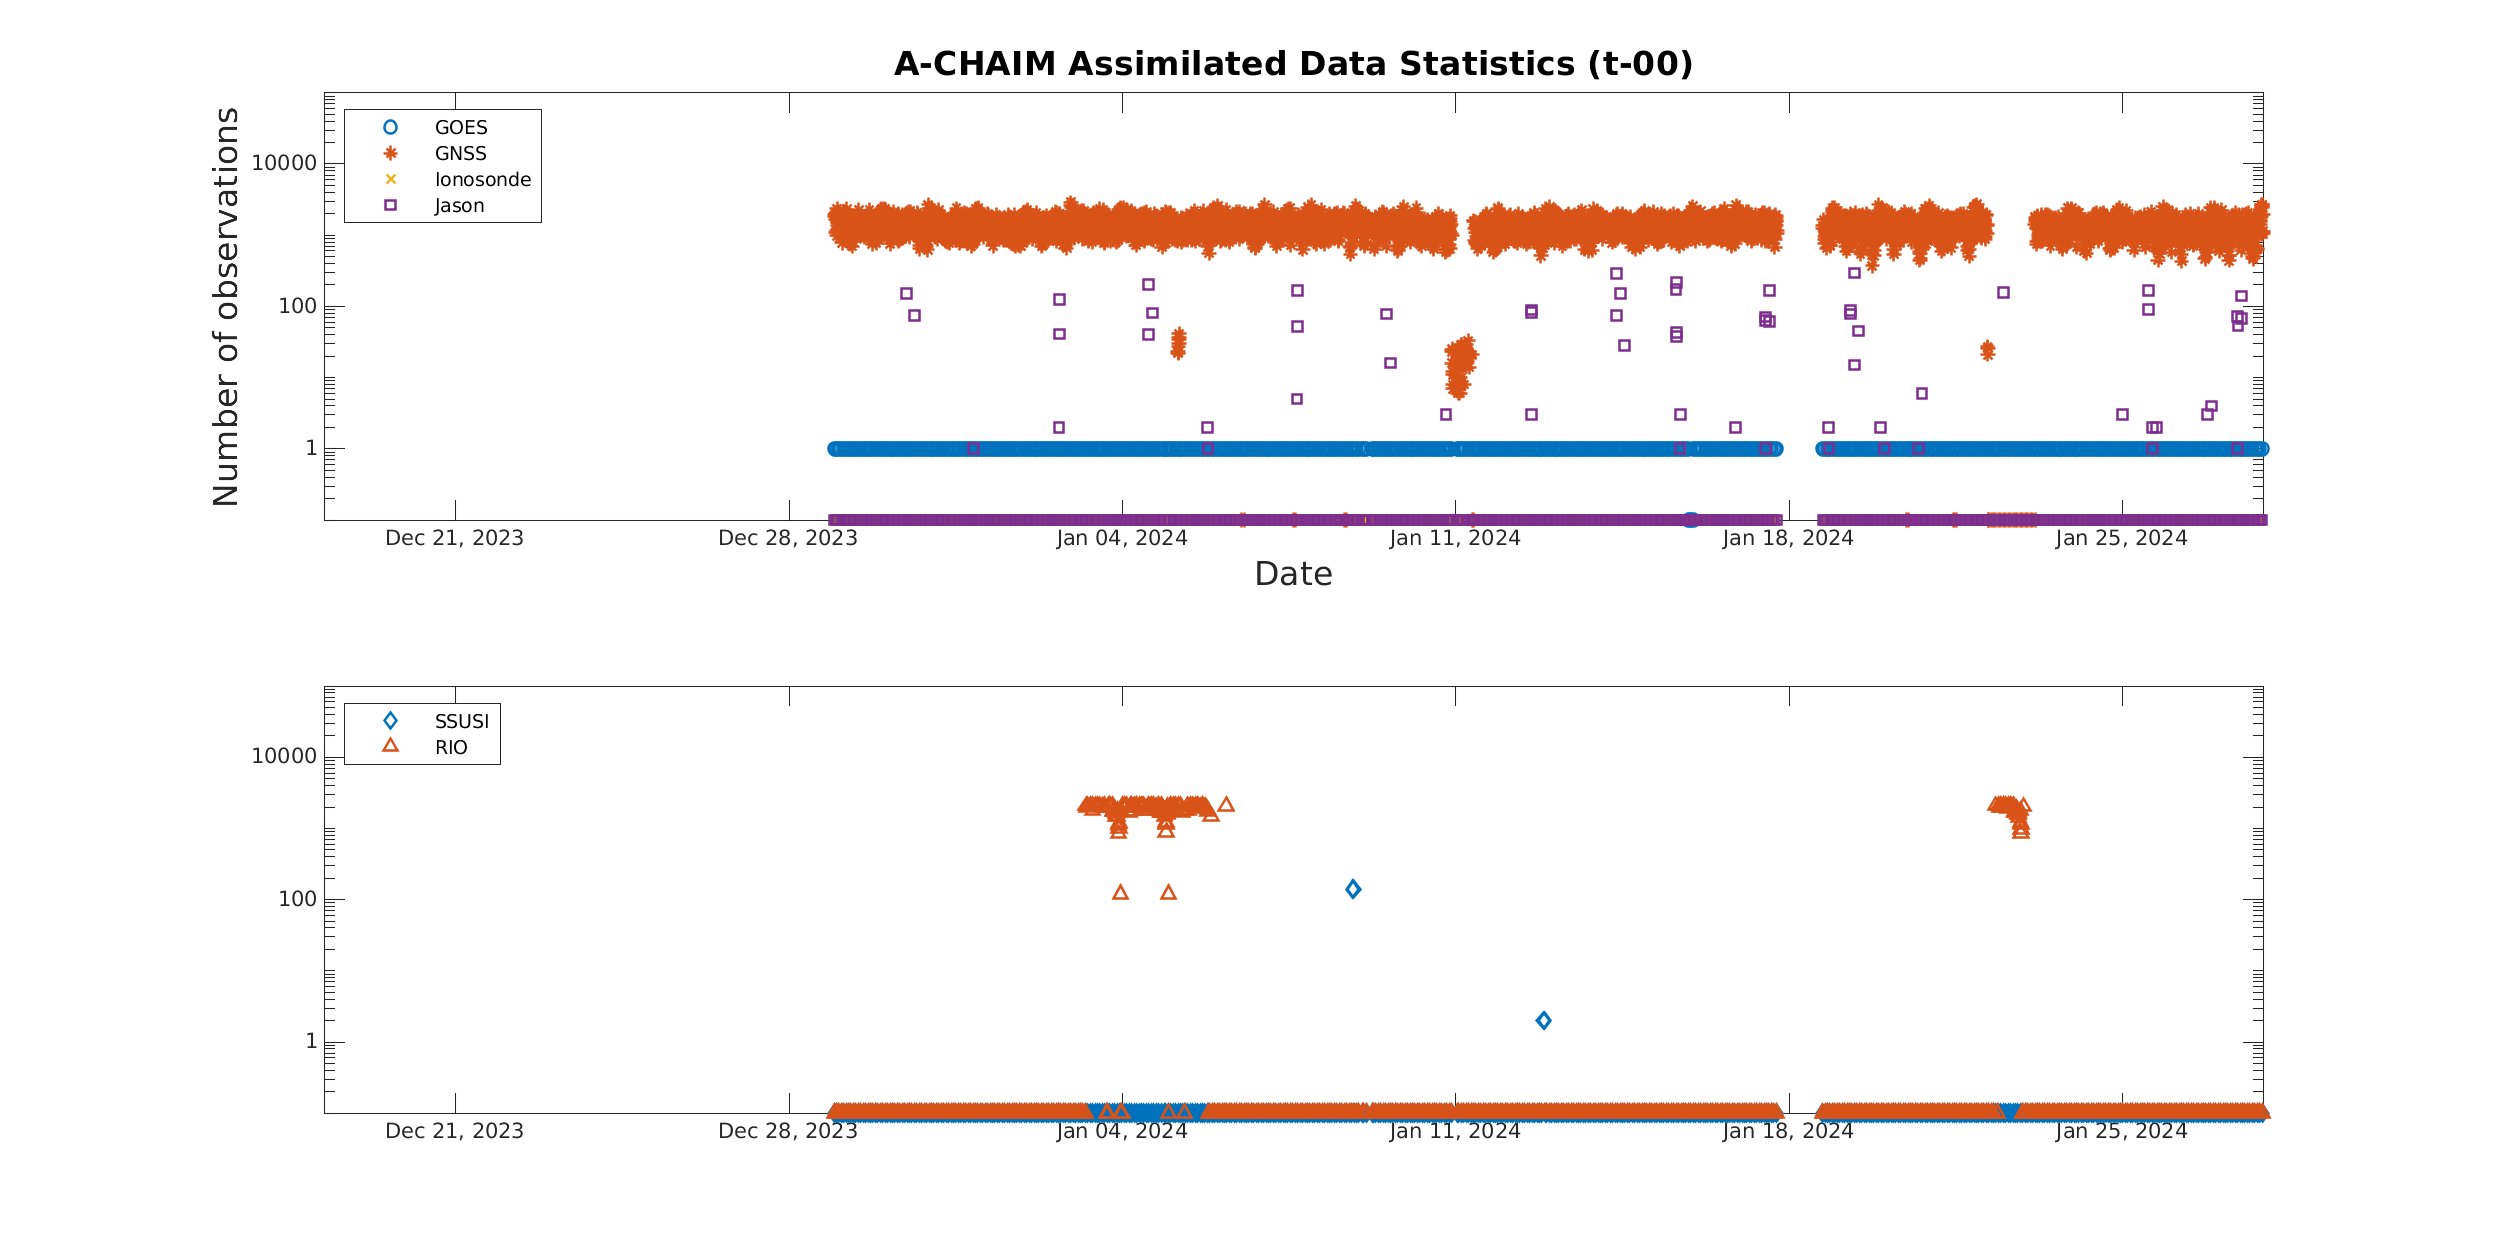 A-CHAIM Assimilated Data Statistics (t-00)
Number of observations
10000
100
1
GOES
GNSS
Ionosonde
Jason
Dec 21, 2023
Dec 28, 2023
Jan 04, 2024
Jan 11, 2024
Jan 18, 2024
Jan 25, 2024
Date
10000
100
1
SSUSI
RIO
Dec 21, 2023
Dec 28, 2023
Jan 04, 2024
Jan 11, 2024
Jan 18, 2024
Jan 25, 2024